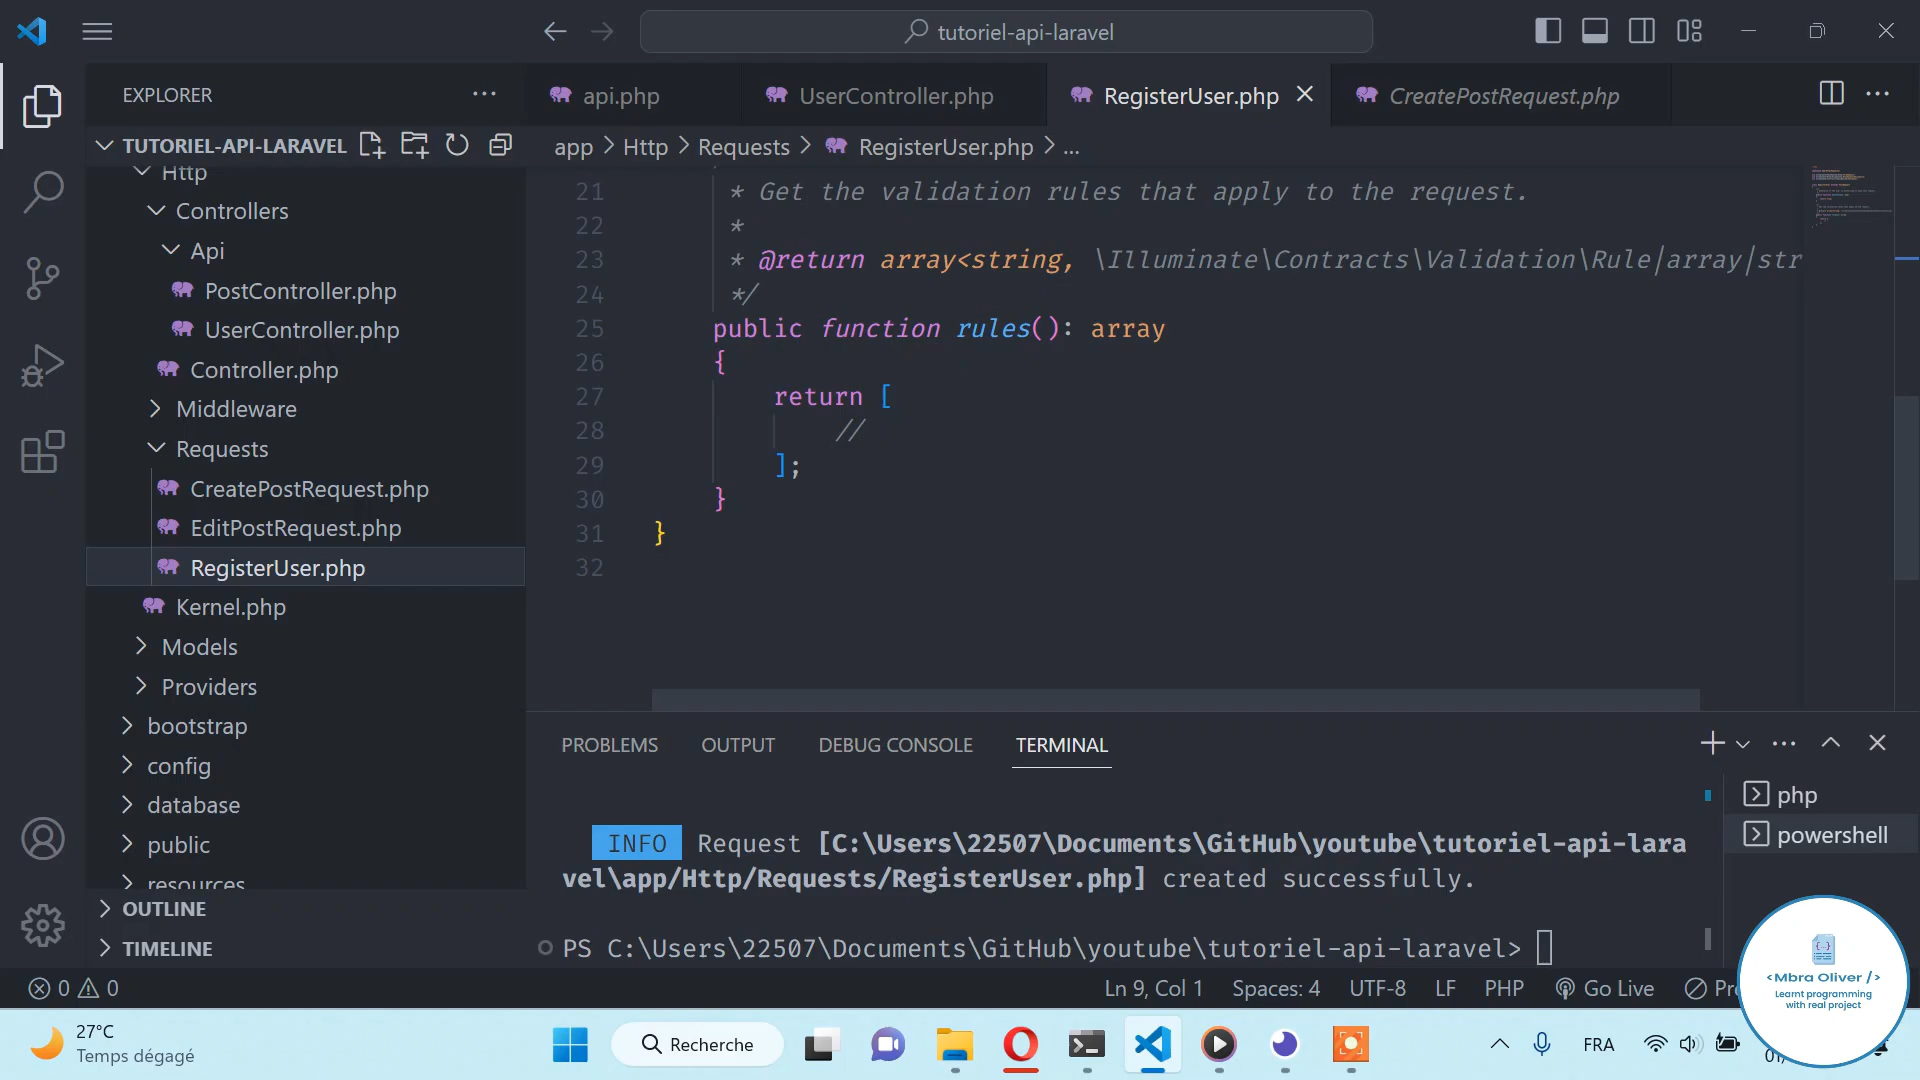 tutoriel-api-laravel
EXPLORER
TUTORIEL-API-LARAVEL
Http
Controllers
Api
PostController.php
UserController.php
Controller.php
Middleware
Requests
CreatePostRequest.php
EditPostRequest.php
RegisterUser.php
Kernel.php
Models
Providers
bootstrap
config
database
public
resources
OUTLINE
TIMELINE
api.php
UserController.php
RegisterUser.php
CreatePostRequest.php
app > Http > Requests > RegisterUser.php > ...
21 * Get the validation rules that apply to the request.
22 *
23 * @return array<string, \Illuminate\Contracts\Validation\Rule|array|str
24 */
25 public function rules(): array
26 {
27 return [
28 //
29 ];
30 }
31 }
32
PROBLEMS OUTPUT DEBUG CONSOLE TERMINAL
INFO Request [C:\Users\22507\Documents\GitHub\youtube\tutoriel-api-lara
vel\app/Http/Requests/RegisterUser.php] created successfully.
PS C:\Users\22507\Documents\GitHub\youtube\tutoriel-api-laravel>
php
powershell
0 0
Ln 9, Col 1 Spaces: 4 UTF-8 LF PHP Go Live
<Mbra Oliver />
Learnt programming
with real project
27°C
Temps dégagé
Recherche
FRA